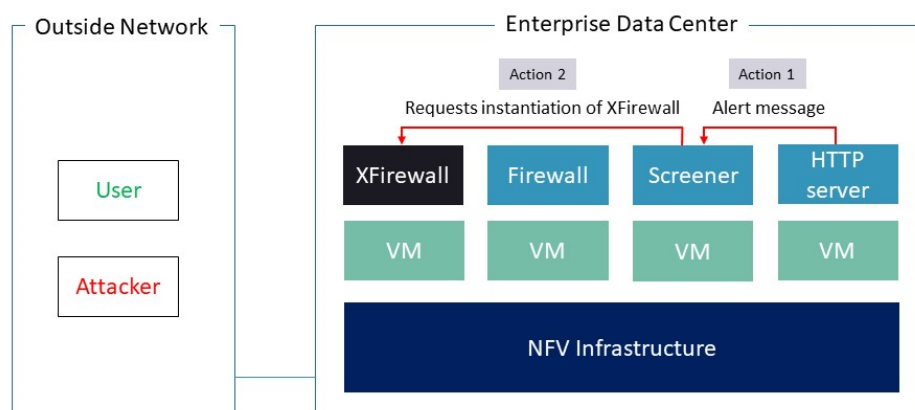 Outside Network
User
Attacker
Enterprise Data Center
Action 2
Action 1
Requests instantiation of XFirewall
Alert message
XFirewall
Firewall
Screener
HTTP
server
VM
VM
VM
VM
NFV Infrastructure